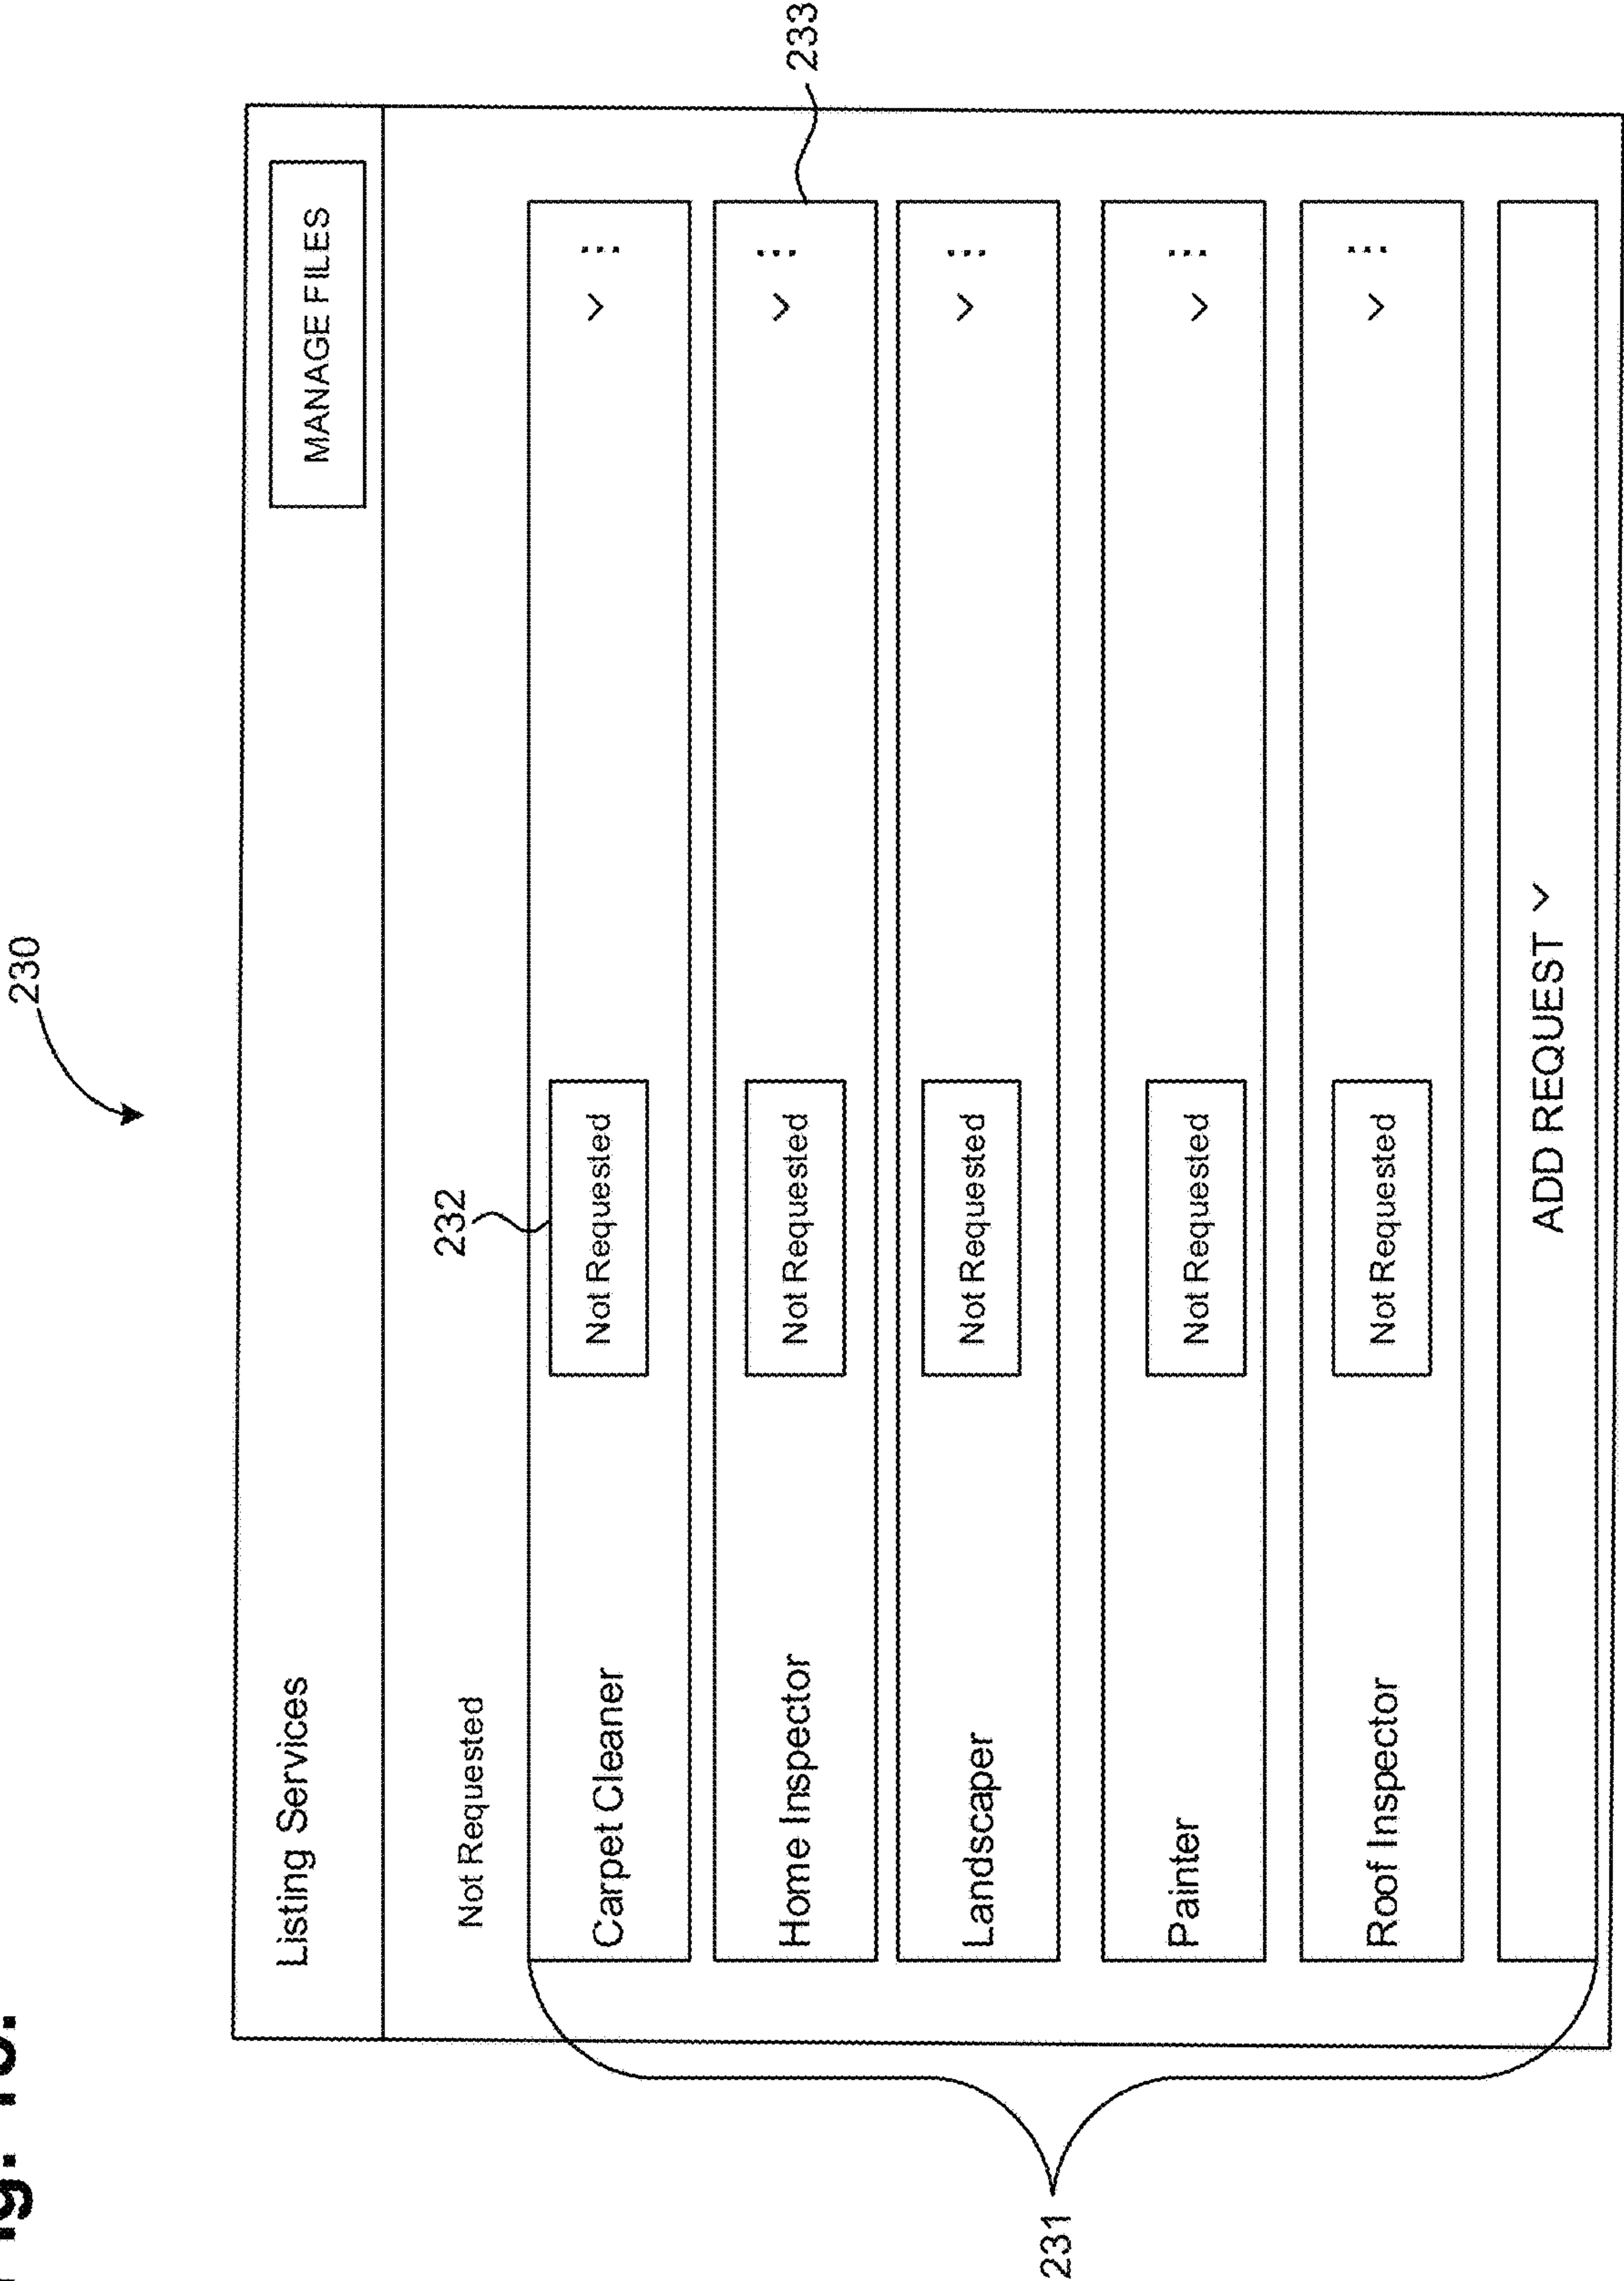 230
Listing Services
MANAGE FILES
Not Requested
232
Carpet Cleaner
Not Requested
Home Inspector
Not Requested
233
Landscaper
Not Requested
Painter
Not Requested
Roof Inspector
Not Requested
ADD REQUEST
231